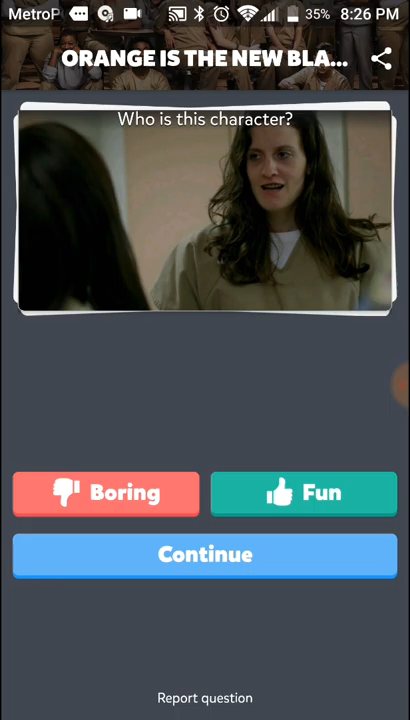 MetroP 35% 8:26 PM
ORANGE IS THE NEW BLA...
Who is this character?
Boring
Fun
Continue
Report question